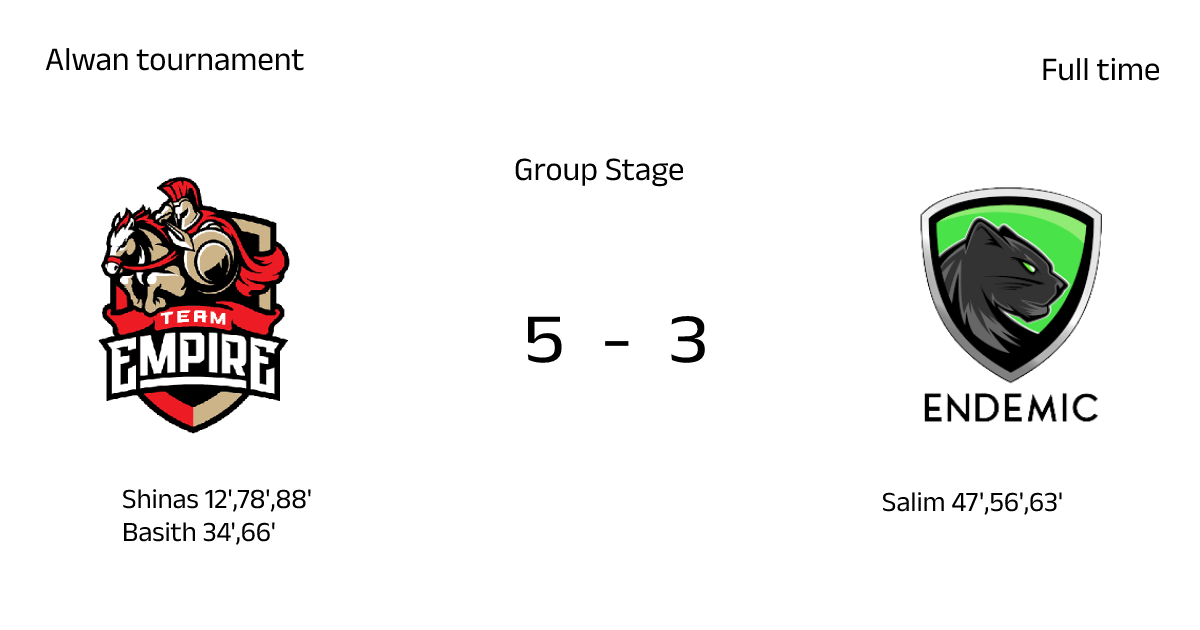 Alwan tournament
Full time
Group Stage
TEAM
EMPIRE
5 - 3
ENDEMIC
Shinas 12',78',88'
Basith 34',66'
Salim 47',56',63'